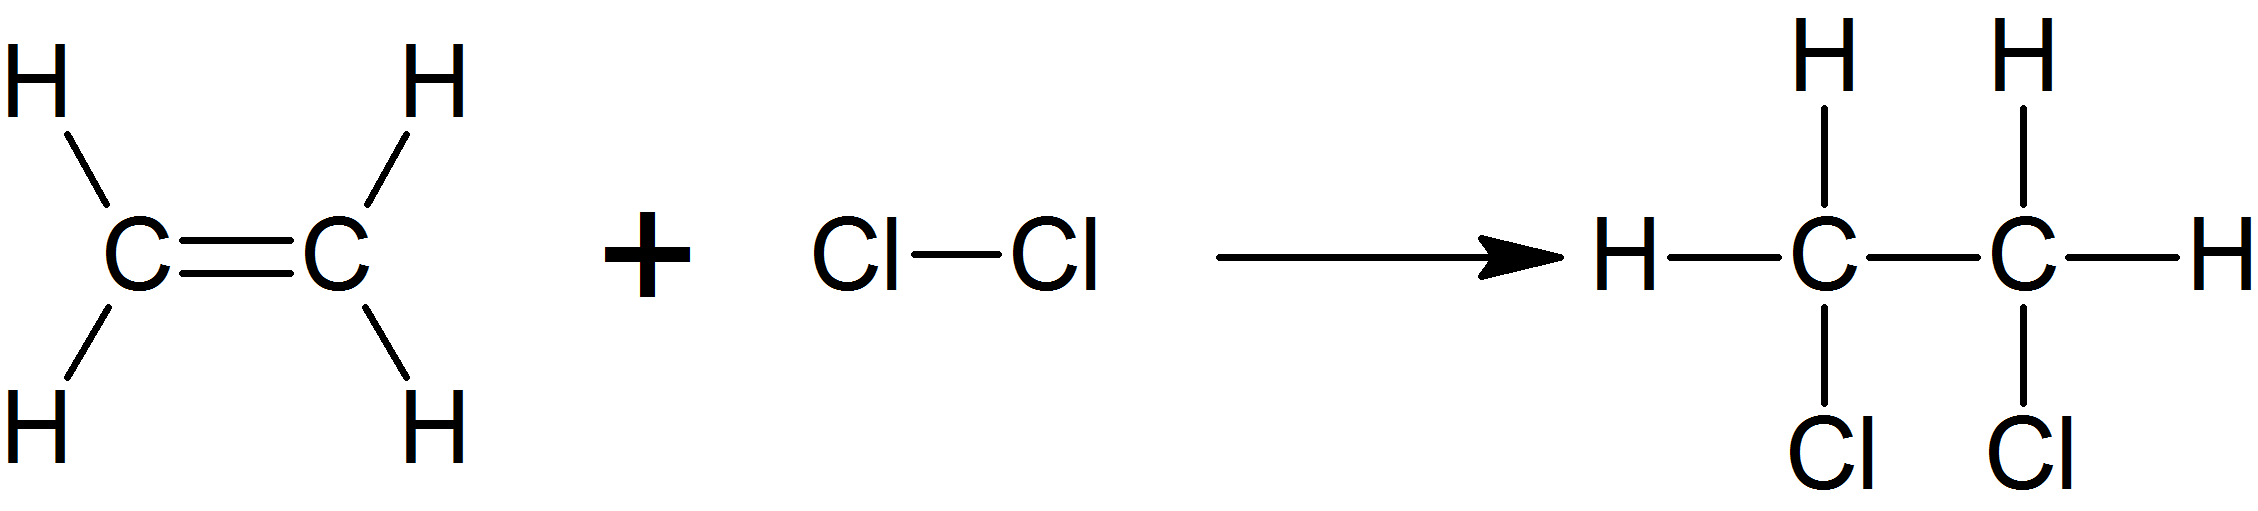 H H H H
C=C + Cl—Cl → H—C—C—H
H H Cl Cl